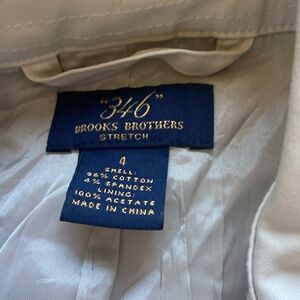 "346"
BROOKS BROTHERS
STRETCH
4
SHELL:
96% COTTON
4% SPANDEX
LINING:
100% ACETATE
MADE IN CHINA